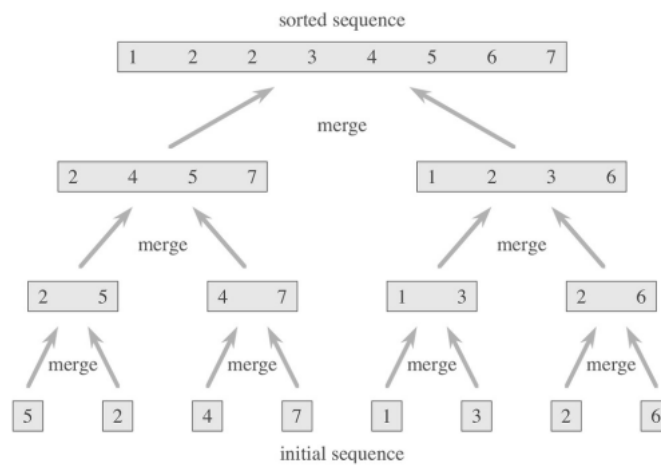 sorted sequence
1 2 2 3 4 5 6 7
merge
2 4 5 7 1 2 3 6
merge merge
2 5 4 7 1 3 2 6
merge merge merge merge
5 2 4 7 1 3 2 6
initial sequence